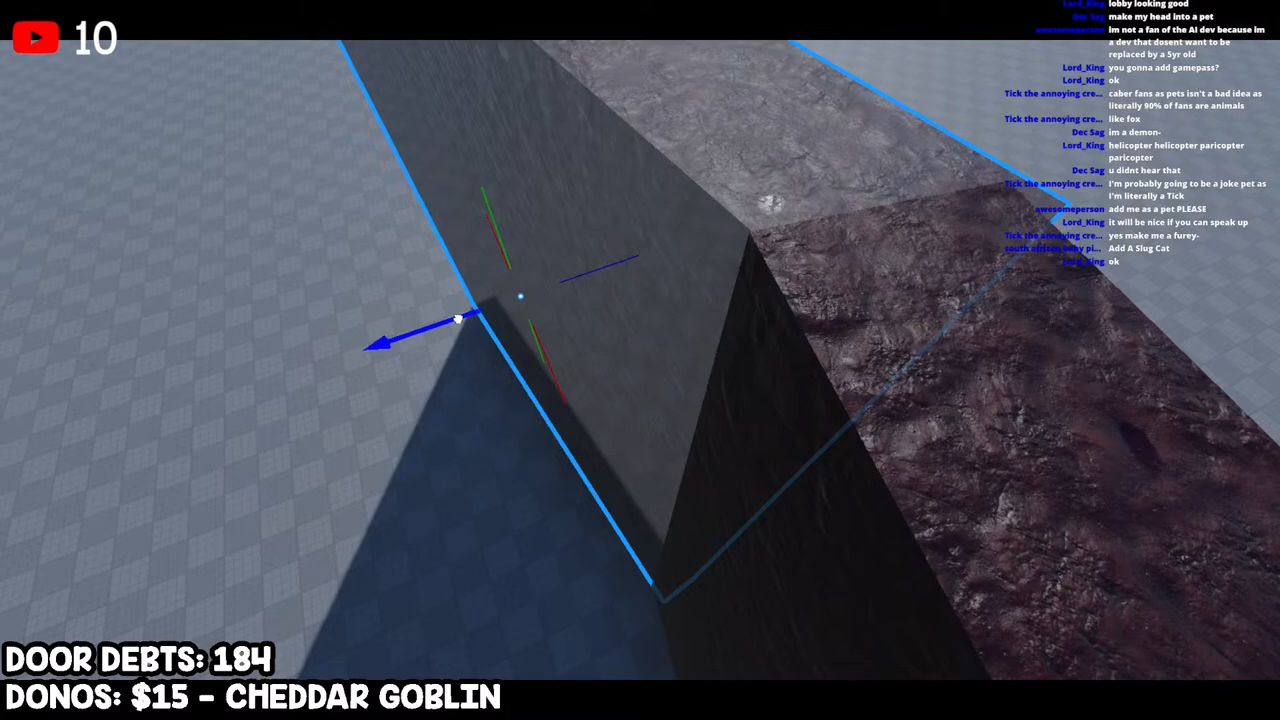 10
Lord_King lobby looking good
Dec Sag make my head into a pet
awesomeperson Im not a fan of the AI dev because im
a dev that dosent want to be
replaced by a 5yr old
Lord_King you gonna add gamepass?
Lord_King ok
Tick the annoying cre... caber fans as pets isn't a bad idea as
literally 90% of fans are animals
Tick the annoying cre... like fox
Dec Sag im a demon-
Lord_King helicopter helicopter paricopter
paricopter
Dec Sag u didnt hear that
Tick the annoying cre... I'm probably going to be a joke pet as
I'm literally a Tick
awesomeperson add me as a pet PLEASE
Lord_King it will be nice if you can speak up
Tick the annoying cre... yes make me a furey-
south african baby pi... Add A Slug Cat
Lord_King ok
DOOR DEBTS: 184
DONOS: $15 - CHEDDAR GOBLIN